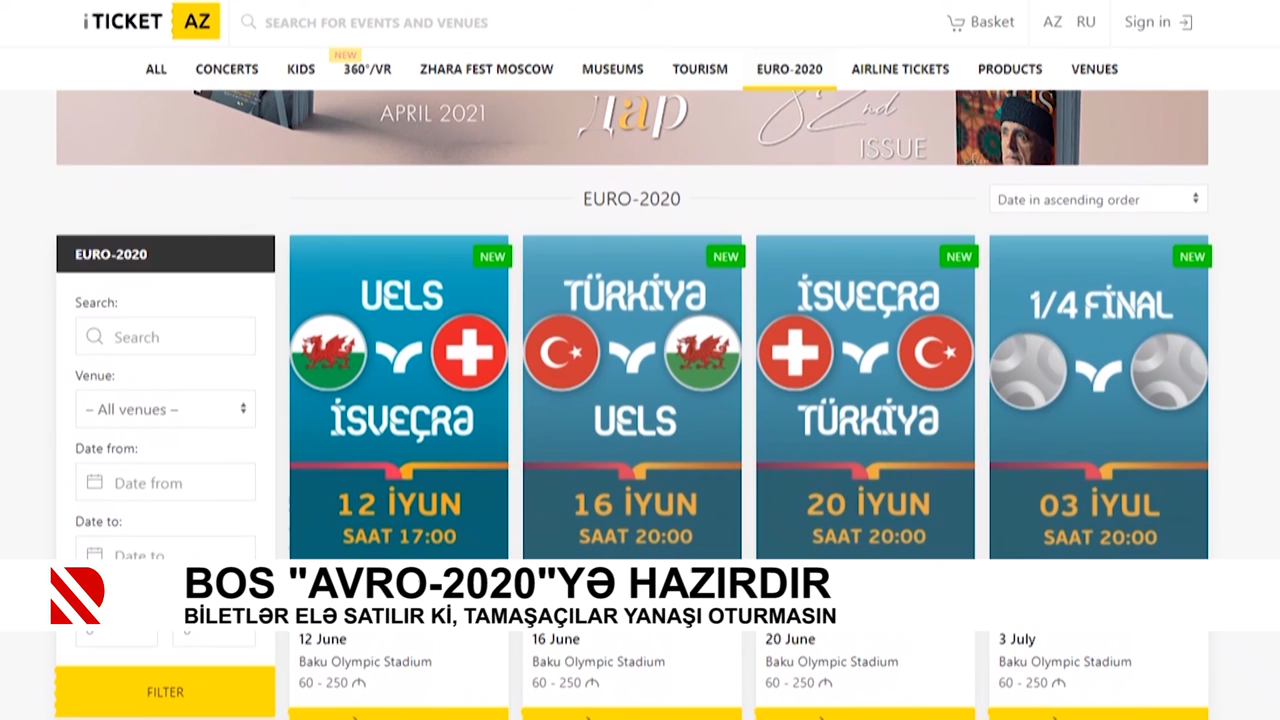 iTICKET AZ
SEARCH FOR EVENTS AND VENUES
Basket
AZ RU
Sign in
NEW
ALL CONCERTS KIDS 360°/VR ZHARA FEST MOSCOW MUSEUMS TOURISM EURO-2020 AIRLINE TICKETS PRODUCTS VENUES
APRIL 2021
Дар
82nd
ISSUE
EURO-2020
Date in ascending order
EURO-2020
Search:
Search
Venue:
– All venues –
Date from:
Date from
Date to:
Date to
NEW
UELS
İSVEÇRƏ
12 İYUN
SAAT 17:00
NEW
TÜRKİYƏ
UELS
16 İYUN
SAAT 20:00
NEW
İSVEÇRƏ
TÜRKİYƏ
20 İYUN
SAAT 20:00
NEW
1/4 FİNAL
03 İYUL
SAAT 20:00
BOS "AVRO-2020"YƏ HAZIRDIR
BİLETLƏR ELƏ SATILIR Kİ, TAMAŞAÇILAR YANAŞI OTURMASIN
12 June
Baku Olympic Stadium
60 - 250 ₼
16 June
Baku Olympic Stadium
60 - 250 ₼
20 June
Baku Olympic Stadium
60 - 250 ₼
3 July
Baku Olympic Stadium
60 - 250 ₼
FILTER